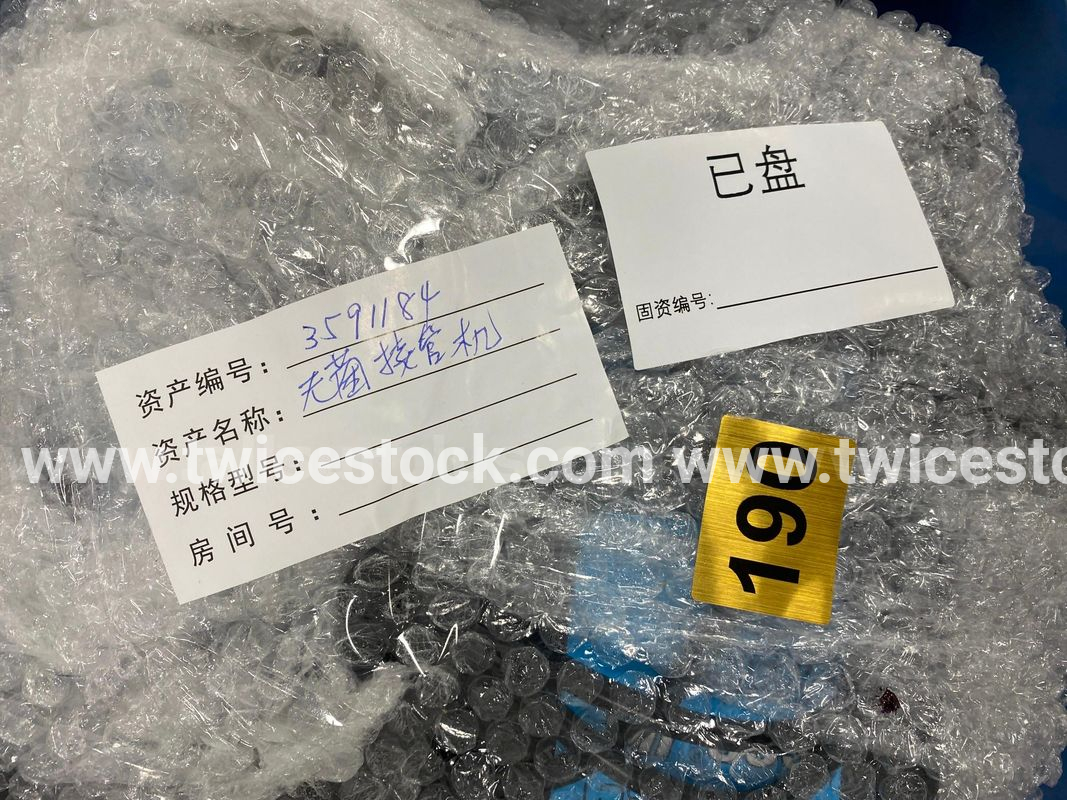 已盘
固资编号:
资产编号: 3591184
资产名称: 无菌接管机
规格型号:
房间号:
190
www.twicestock.com www.twicesto